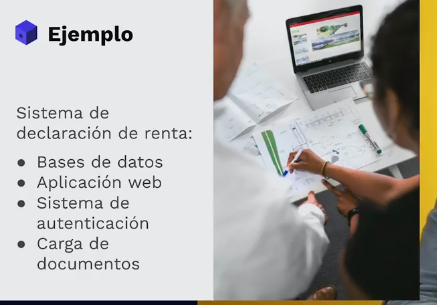 Ejemplo
Sistema de
declaración de renta:
● Bases de datos
● Aplicación web
● Sistema de
autenticación
● Carga de
documentos